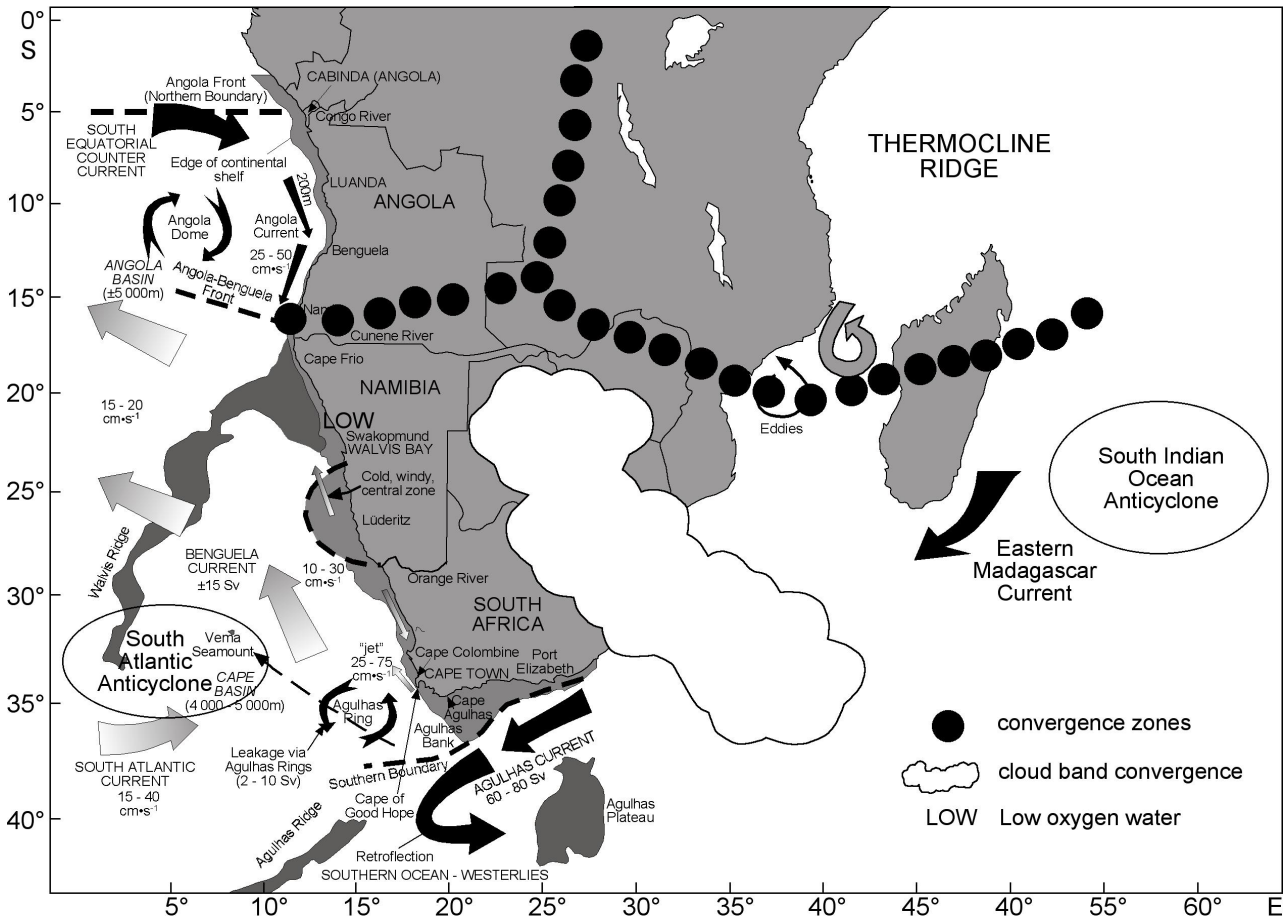 0°
S
5°
10°
15°
20°
25°
30°
35°
40°
Angola Front
(Northern Boundary)
CABINDA (ANGOLA)
Congo River
SOUTH
EQUATORIAL
COUNTER
CURRENT
Edge of continental
shelf
200m
LUANDA
ANGOLA
Angola
Dome
Angola
Current
25 - 50
cm•s-1
Benguela
ANGOLA
BASIN
(±5 000m)
Angola-Benguela
Front
Cunene River
Cape Frio
NAMIBIA
15 - 20
cm•s-1
LOW
Swakopmund
WALVIS BAY
Cold, windy,
central zone
Lüderitz
Walvis Ridge
BENGUELA
CURRENT
±15 Sv
10 - 30
cm•s-1
Orange River
SOUTH
AFRICA
South
Atlantic
Anticyclone
Vema
Seamount
CAPE
BASIN
(4 000 - 5 000m)
"jet"
25 - 75
cm•s-1
Cape Colombine
CAPE TOWN
Port
Elizabeth
Cape
Agulhas
Agulhas
Ring
Agulhas
Bank
Leakage via
Agulhas Rings
(2 - 10 Sv)
SOUTH ATLANTIC
CURRENT
15 - 40
cm•s-1
Southern Boundary
AGULHAS CURRENT
60 - 80 Sv
Cape of
Good Hope
Agulhas Ridge
Retroflection
SOUTHERN OCEAN - WESTERLIES
Agulhas
Plateau
THERMOCLINE
RIDGE
Eddies
South Indian
Ocean
Anticyclone
Eastern
Madagascar
Current
convergence zones
cloud band convergence
LOW Low oxygen water
5° 10° 15° 20° 25° 30° 35° 40° 45° 50° 55° 60° E